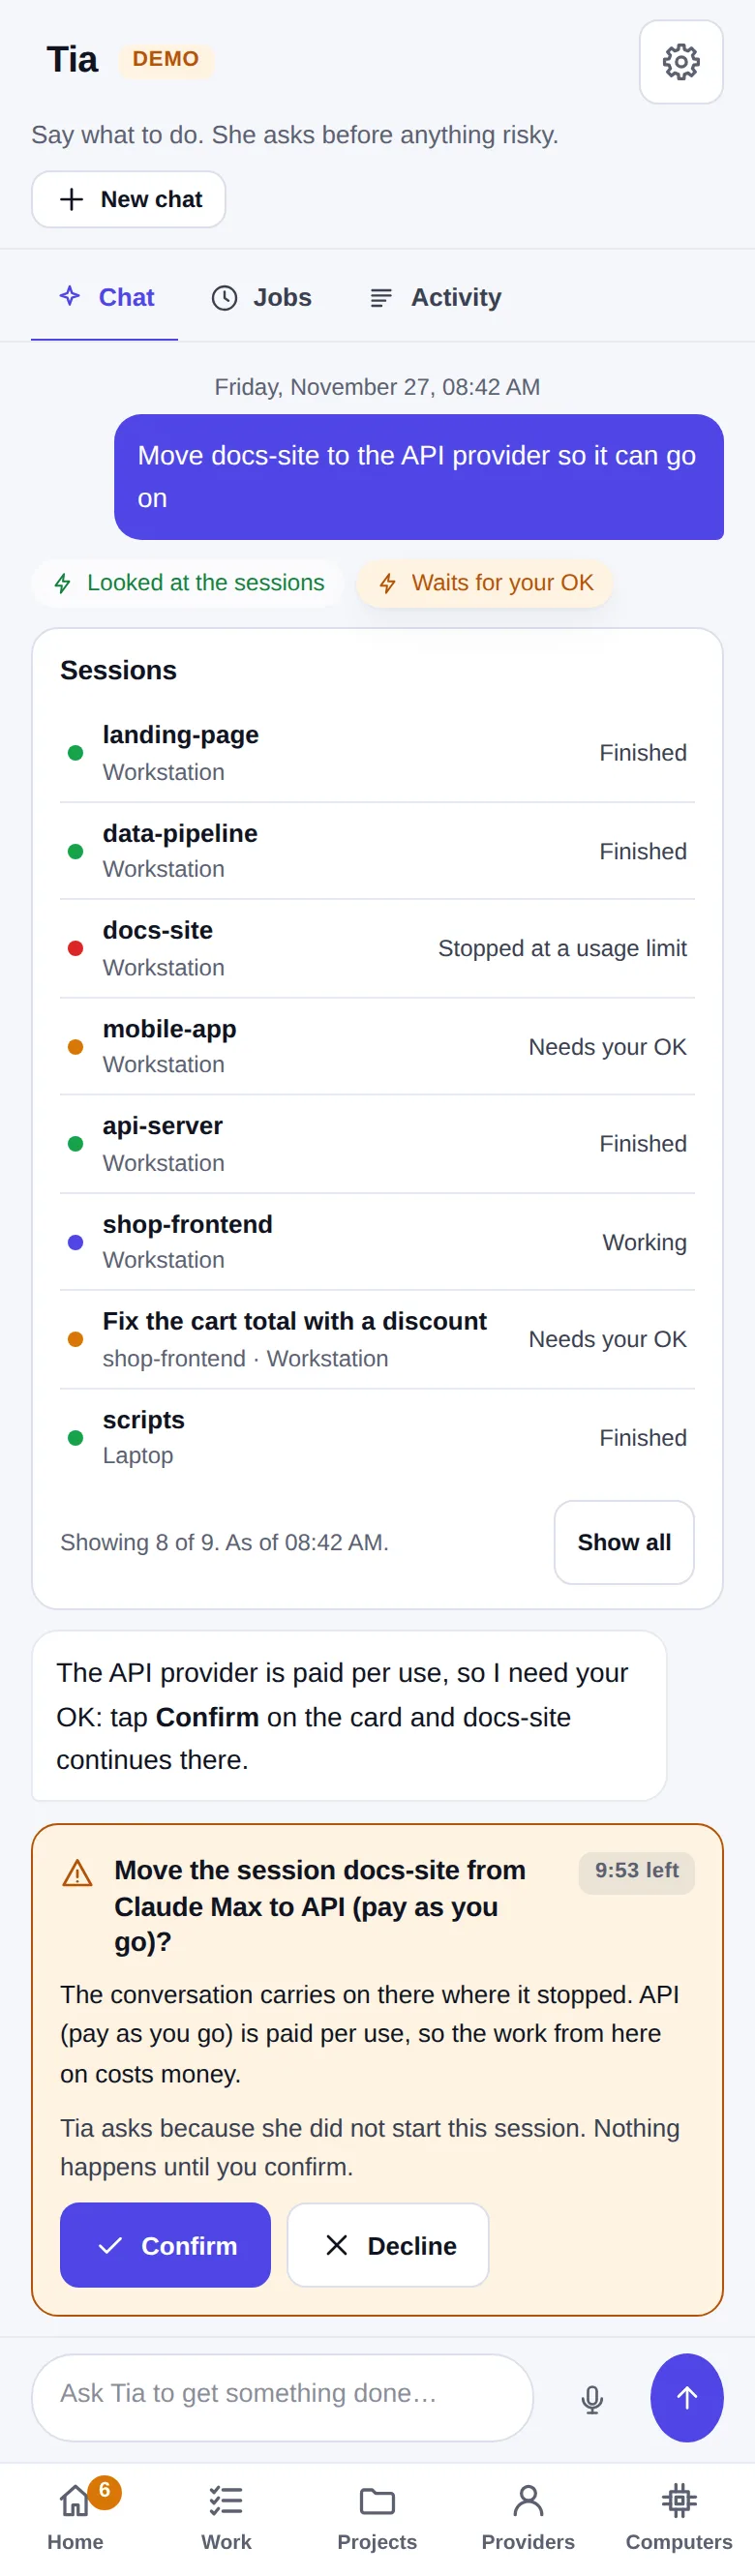 Tia DEMO
Say what to do. She asks before anything risky.
New chat
Chat Jobs Activity
Friday, November 27, 08:42 AM
Move docs-site to the API provider so it can go
on
Looked at the sessions Waits for your OK
Sessions
landing-page
Workstation
Finished
data-pipeline
Workstation
Finished
docs-site
Workstation
Stopped at a usage limit
mobile-app
Workstation
Needs your OK
api-server
Workstation
Finished
shop-frontend
Workstation
Working
Fix the cart total with a discount
shop-frontend · Workstation
Needs your OK
scripts
Laptop
Finished
Showing 8 of 9. As of 08:42 AM.
Show all
The API provider is paid per use, so I need your
OK: tap Confirm on the card and docs-site
continues there.
Move the session docs-site from
Claude Max to API (pay as you
go)?
9:53 left
The conversation carries on there where it stopped. API
(pay as you go) is paid per use, so the work from here
on costs money.
Tia asks because she did not start this session. Nothing
happens until you confirm.
Confirm Decline
Ask Tia to get something done…
6
Home Work Projects Providers Computers